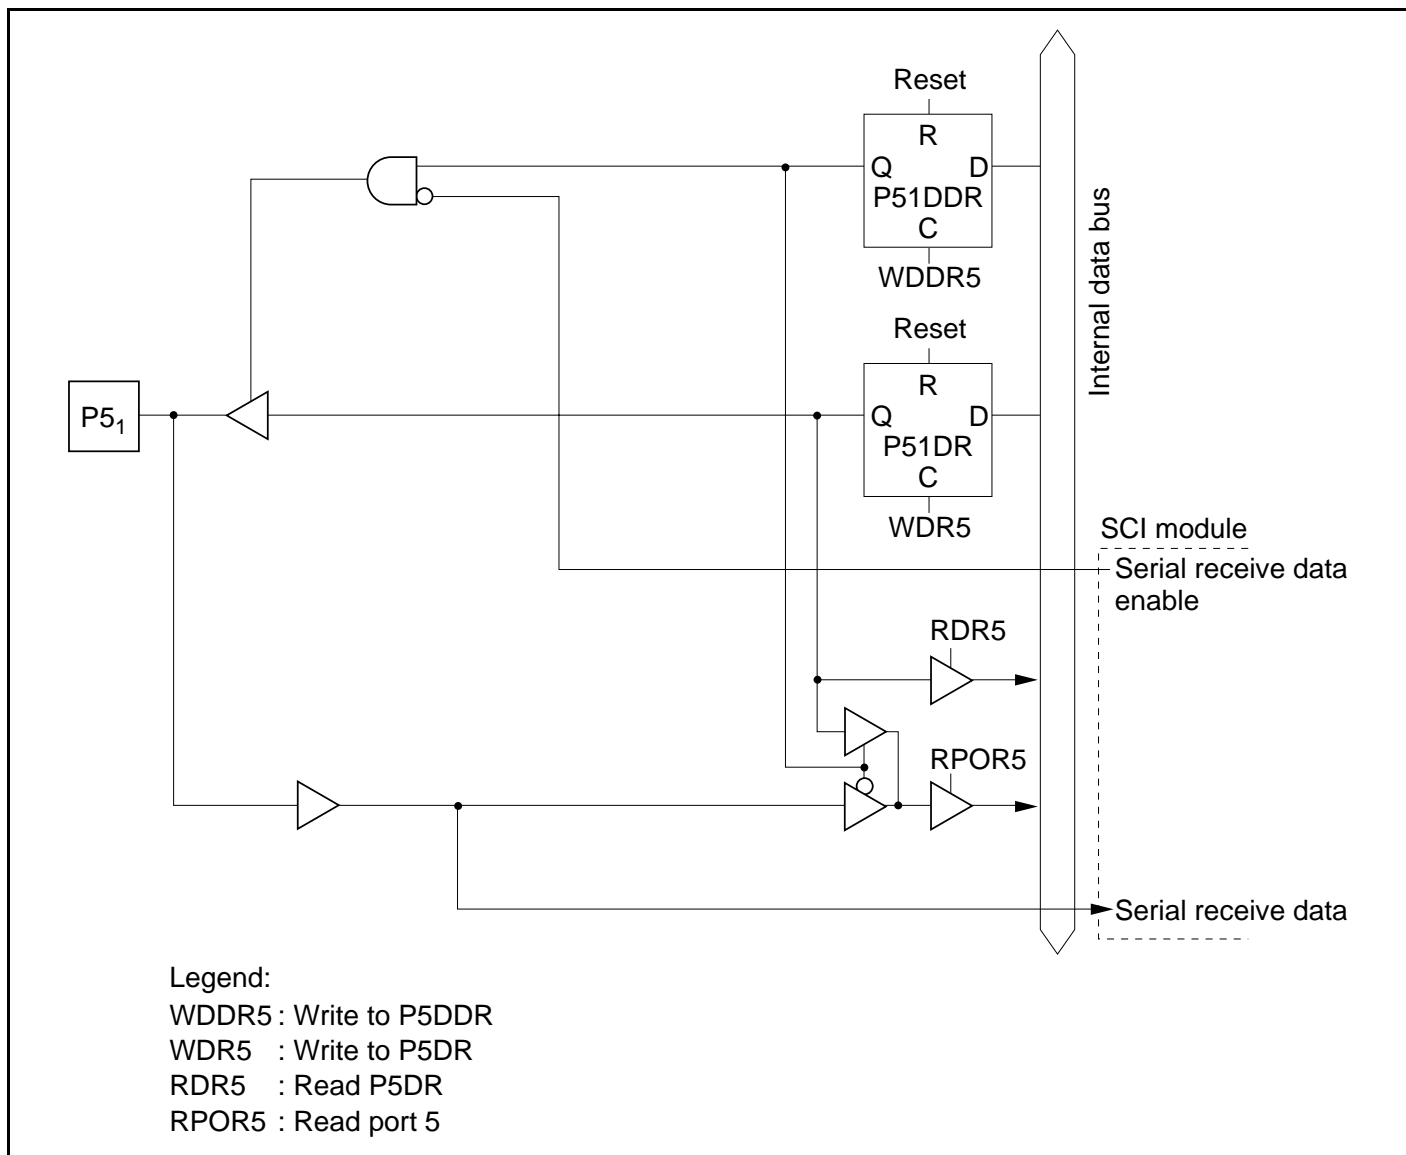 Reset
R
Q D
P51DDR
C
WDDR5
Internal data bus
Reset
R
P5₁
Q D
P51DR
C
WDR5
SCI module
Serial receive data
enable
RDR5
RPOR5
Serial receive data
Legend:
WDDR5 : Write to P5DDR
WDR5 : Write to P5DR
RDR5 : Read P5DR
RPOR5 : Read port 5